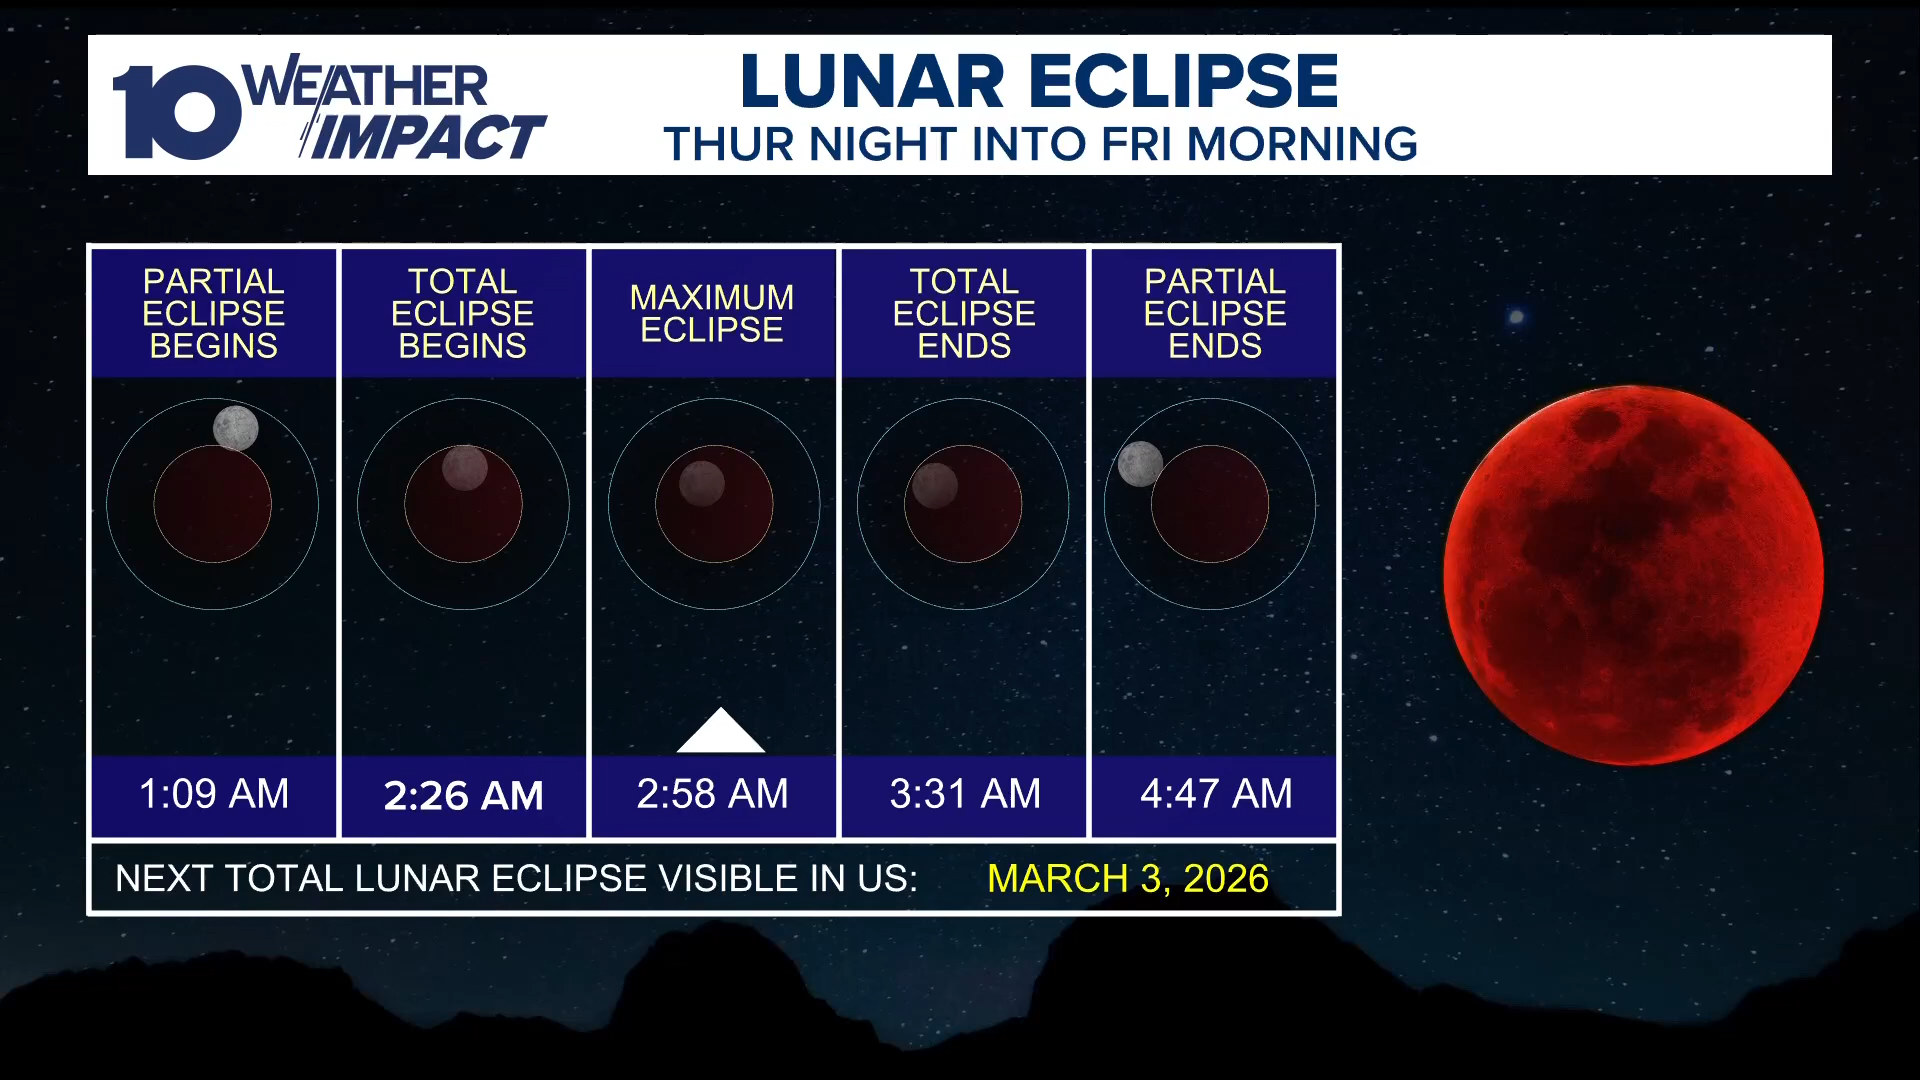 10 WEATHER
IMPACT
LUNAR ECLIPSE
THUR NIGHT INTO FRI MORNING
PARTIAL
ECLIPSE
BEGINS
TOTAL
ECLIPSE
BEGINS
MAXIMUM
ECLIPSE
TOTAL
ECLIPSE
ENDS
PARTIAL
ECLIPSE
ENDS
1:09 AM
2:26 AM
2:58 AM
3:31 AM
4:47 AM
NEXT TOTAL LUNAR ECLIPSE VISIBLE IN US: MARCH 3, 2026